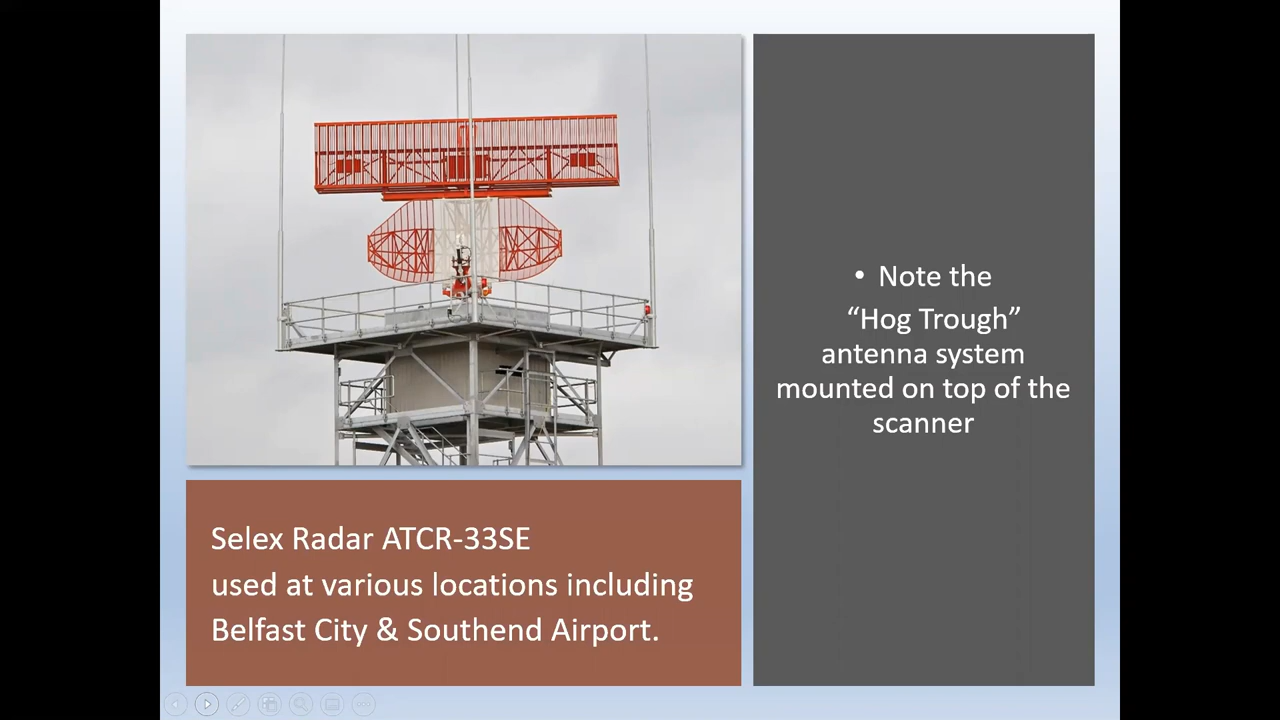 • Note the
“Hog Trough”
antenna system
mounted on top of the
scanner
Selex Radar ATCR-33SE
used at various locations including
Belfast City & Southend Airport.